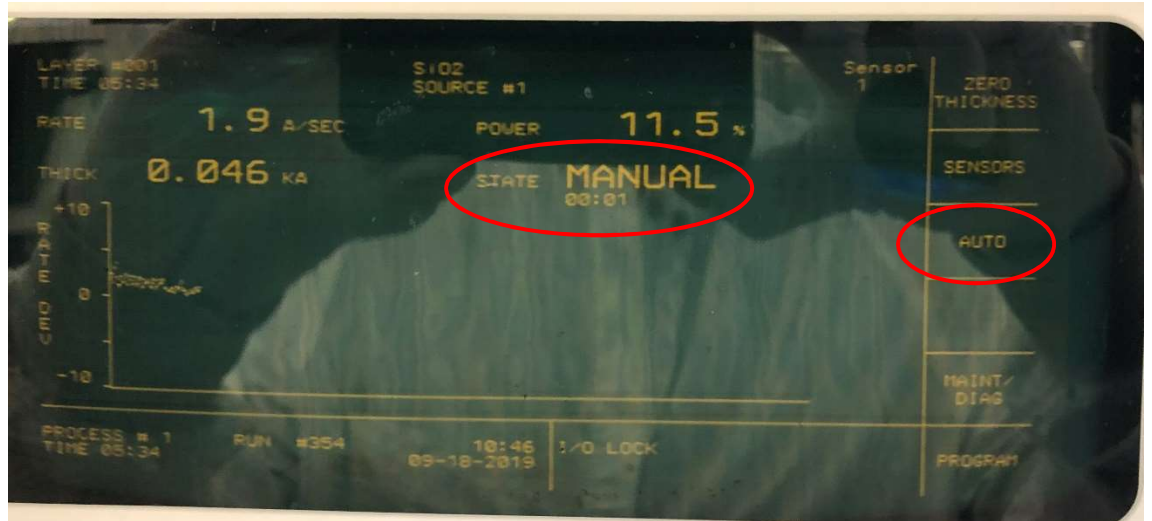 LAYER #001
TIME 05:34
SiO2
SOURCE #1
Sensor
1
ZERO
THICKNESS
RATE 1.9 A/SEC
POWER 11.5 %
SENSORS
THICK 0.046 KA
STATE MANUAL
00:01
AUTO
+10
RATE DEV
0
-10
MAINT/
DIAG
PROCESS # 1
TIME 05:34
RUN #354
10:46
09-18-2019
I/O LOCK
PROGRAM